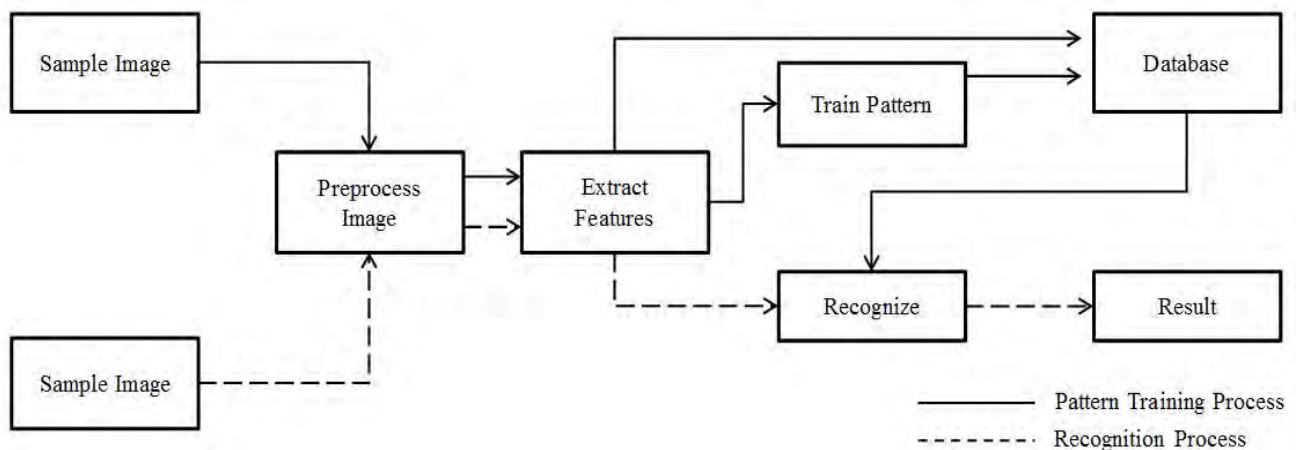 Sample Image
Database
Train Pattern
Preprocess
Image
Extract
Features
Recognize
Result
Sample Image
Pattern Training Process
Recognition Process